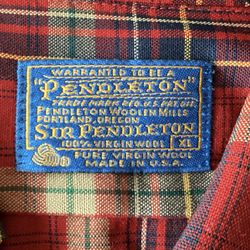 WARRANTED TO BE A
"PENDLETON"
TRADE MARK REG. U.S. PAT. OFF.
PENDLETON WOOLEN MILLS
PORTLAND, OREGON
SIR PENDLETON
100% VIRGIN WOOL XL
PURE VIRGIN WOOL
MADE IN U.S.A.